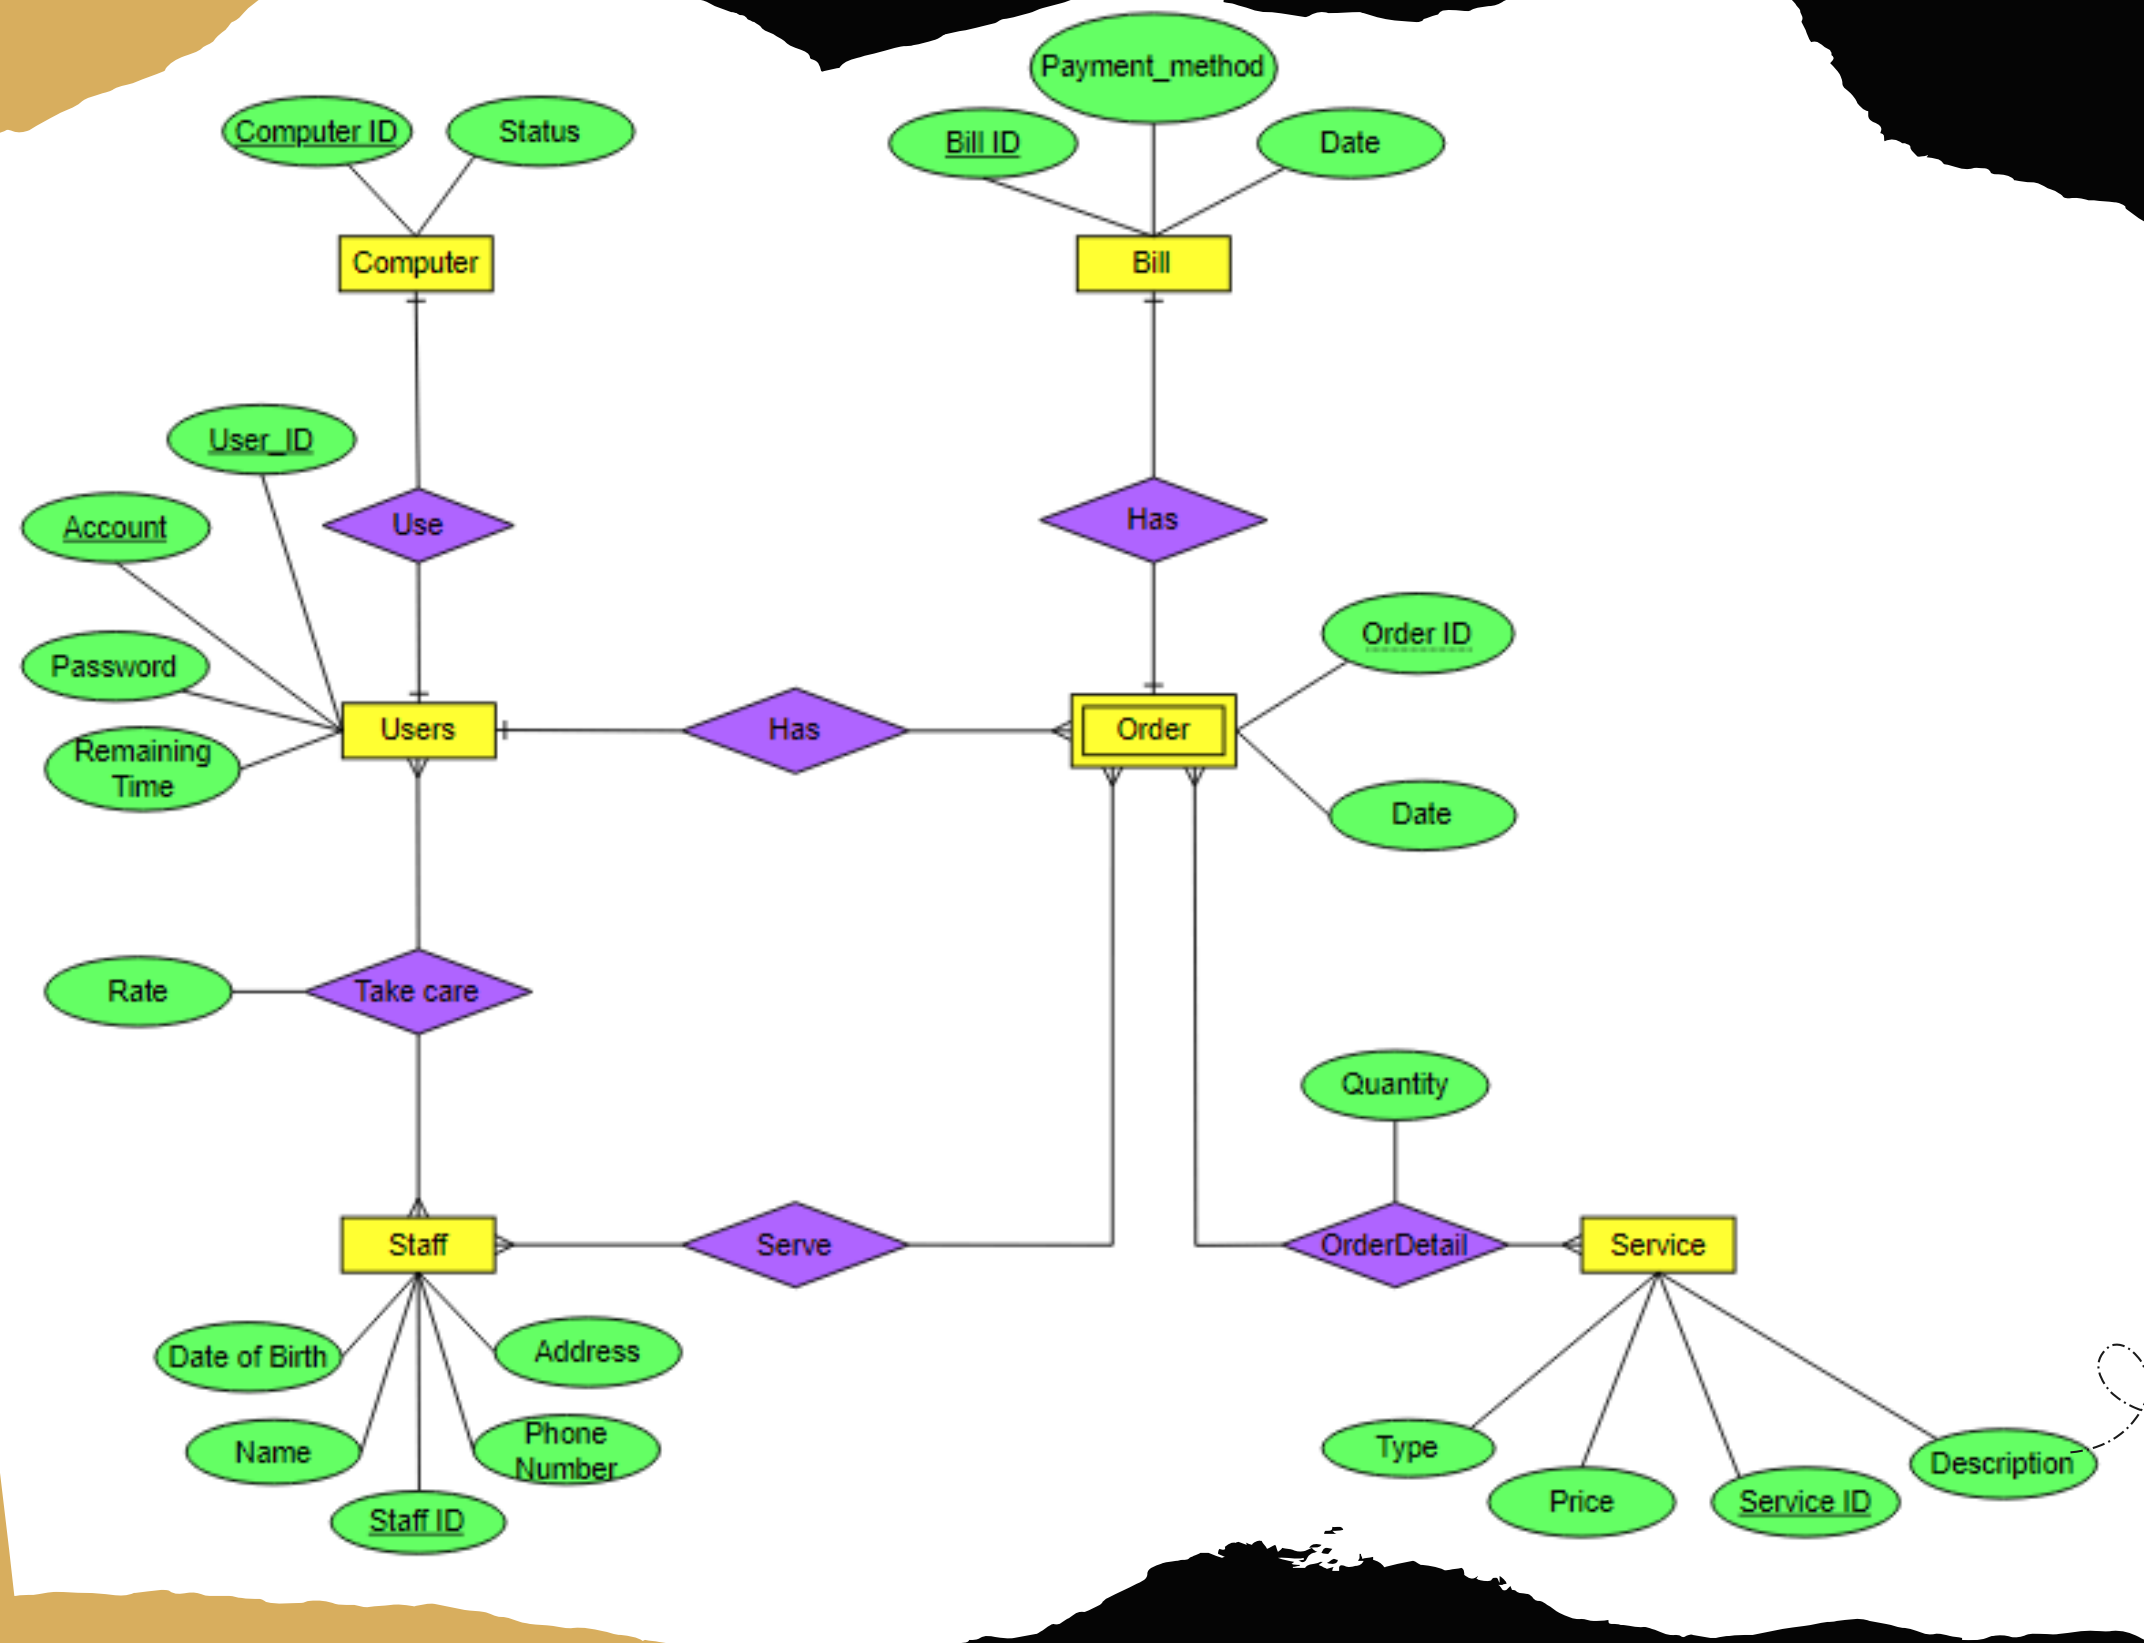 Payment_method
Computer ID
Status
Bill ID
Date
Computer
Bill
User_ID
Account
Use
Has
Order ID
Password
Users
Has
Order
Remaining
Time
Date
Rate
Take care
Quantity
Staff
Serve
OrderDetail
Service
Date of Birth
Address
Name
Phone
Number
Type
Description
Staff ID
Price
Service ID